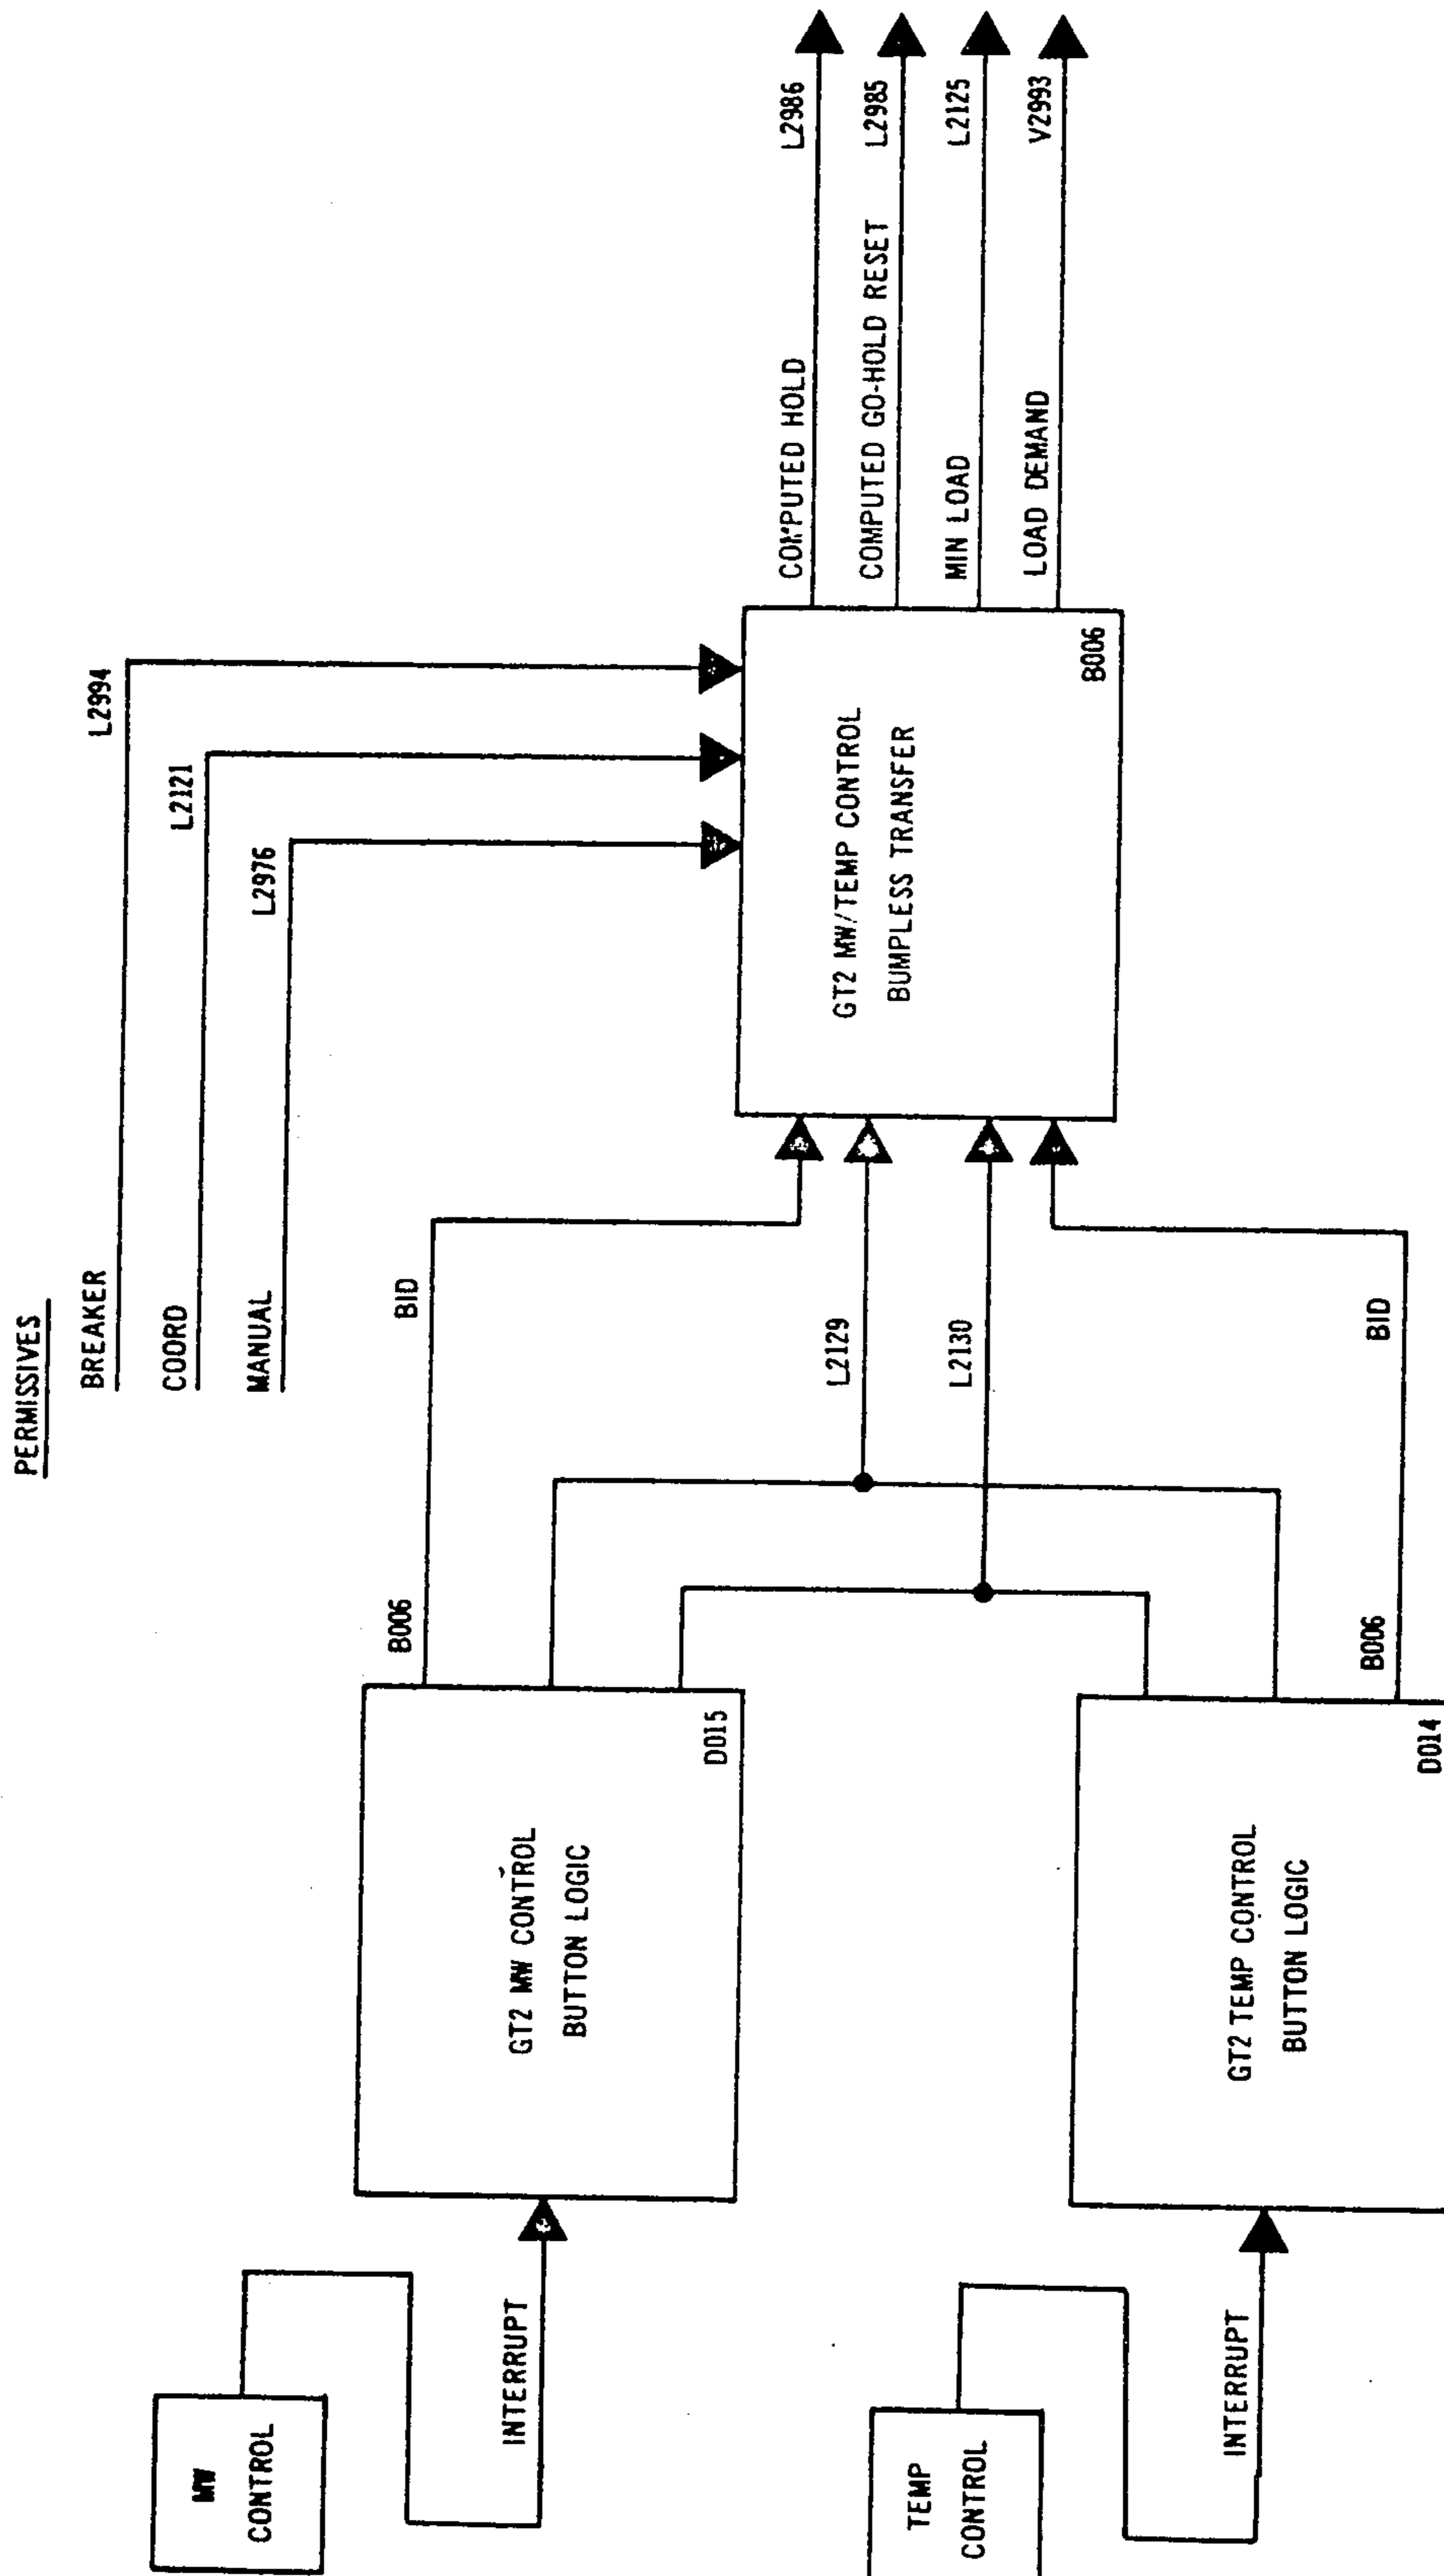 PERMISSIVES
BREAKER
L2994
COORD
L2121
MANUAL
L2976
MW
CONTROL
INTERRUPT
GT2 MW CONTROL
BUTTON LOGIC
D015
B006
BID
L2129
L2130
TEMP
CONTROL
INTERRUPT
GT2 TEMP CONTROL
BUTTON LOGIC
D014
B006
BID
GT2 MW/TEMP CONTROL
BUMPLESS TRANSFER
B006
COMPUTED HOLD L2986
COMPUTED GO-HOLD RESET L2985
MIN LOAD L2125
LOAD DEMAND V2993